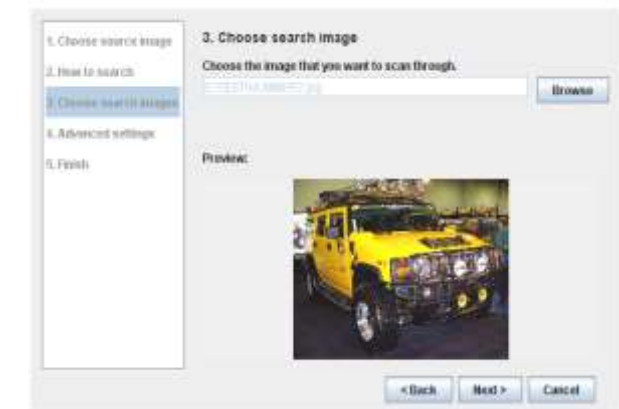 1. Choose source image
2. How to search
3. Choose search images
4. Advanced settings
5. Finish
3. Choose search image
Choose the image that you want to scan through.
Browse
Preview:
< Back
Next >
Cancel